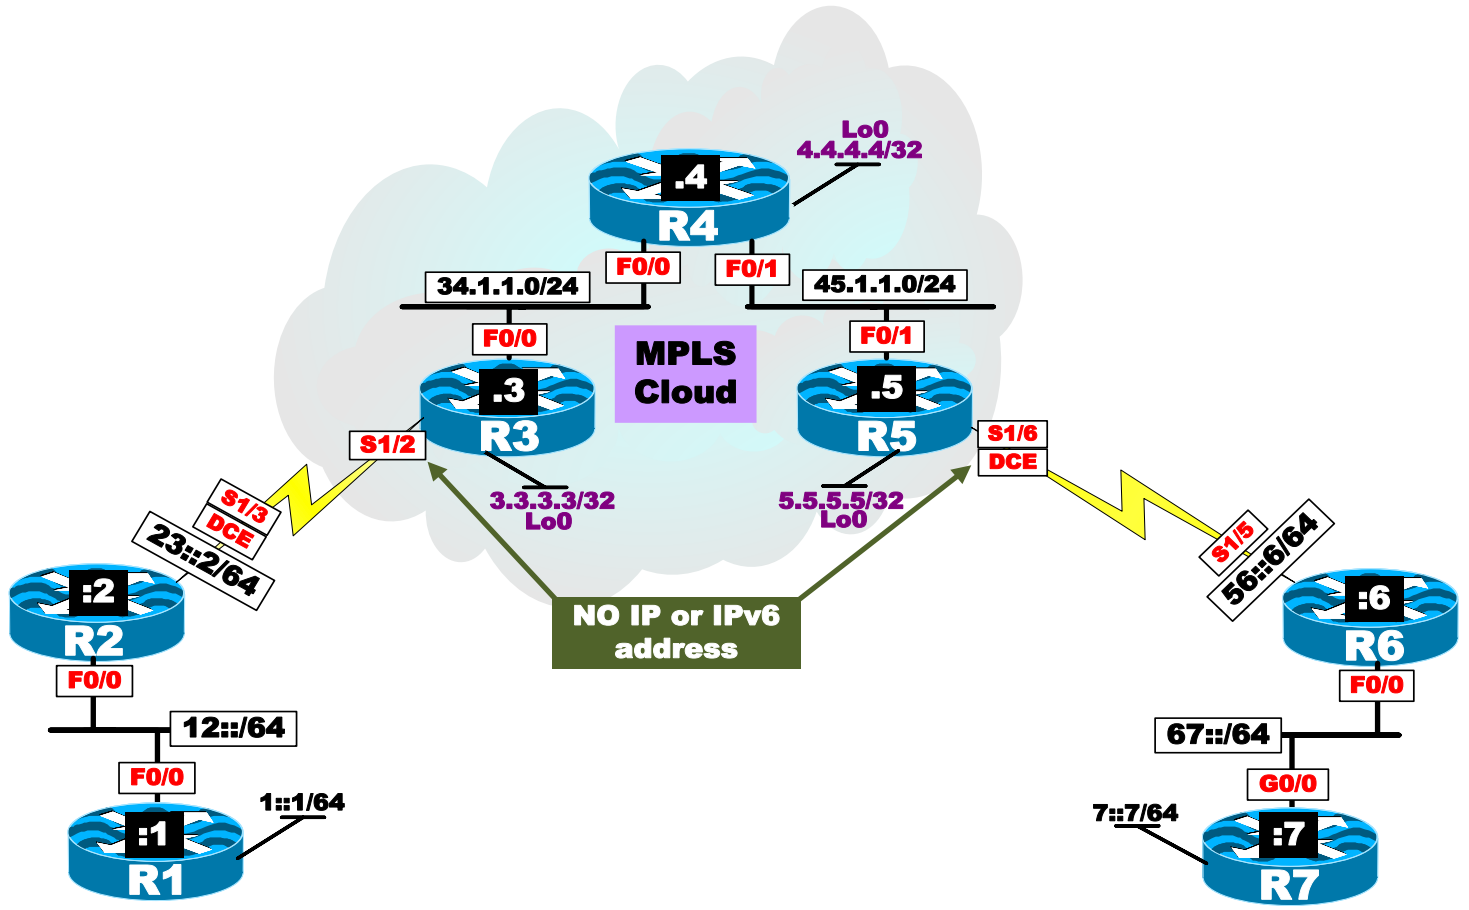 Lo0
4.4.4.4/32
.4
R4
F0/0
F0/1
34.1.1.0/24
45.1.1.0/24
F0/0
F0/1
MPLS
Cloud
.3
R3
.5
R5
S1/2
S1/6
DCE
3.3.3.3/32
Lo0
5.5.5.5/32
Lo0
S1/3
DCE
23::2/64
S1/5
56::6/64
NO IP or IPv6
address
:2
R2
:6
R6
F0/0
F0/0
12::/64
67::/64
F0/0
G0/0
1::1/64
7::7/64
:1
R1
:7
R7